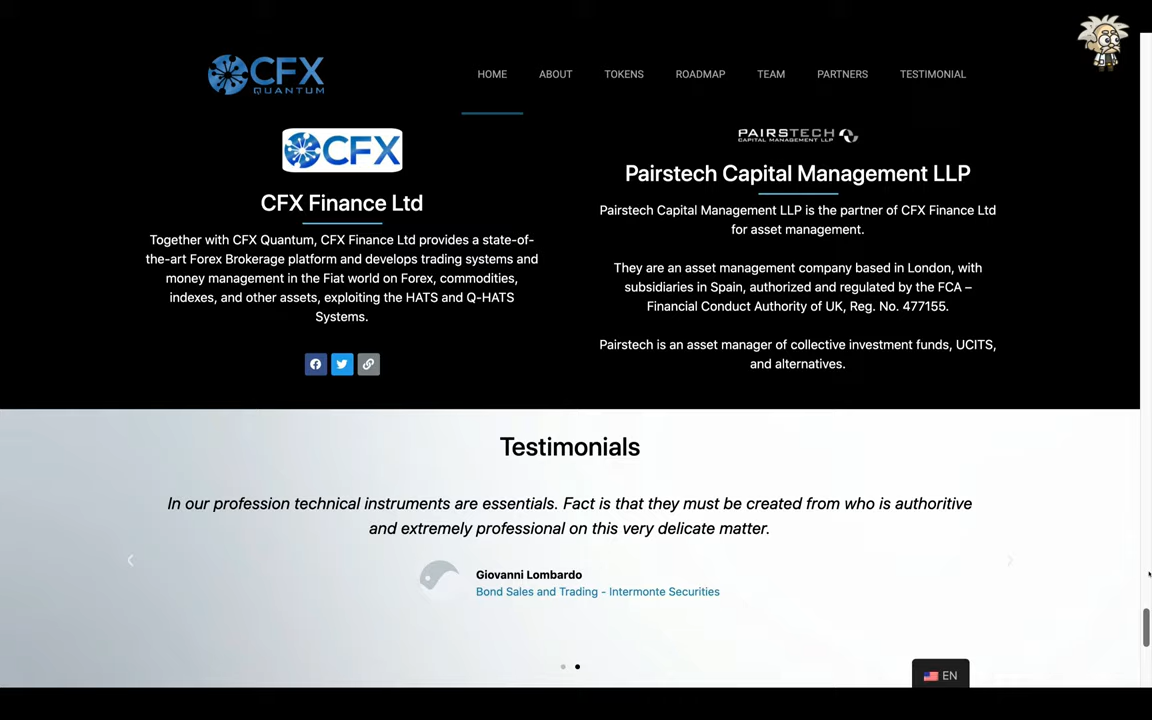 CFX
QUANTUM
HOME
ABOUT
TOKENS
ROADMAP
TEAM
PARTNERS
TESTIMONIAL
CFX
CFX Finance Ltd
Together with CFX Quantum, CFX Finance Ltd provides a state-of-
the-art Forex Brokerage platform and develops trading systems and
money management in the Fiat world on Forex, commodities,
indexes, and other assets, exploiting the HATS and Q-HATS
Systems.
PAIRSTECH
CAPITAL MANAGEMENT LLP
Pairstech Capital Management LLP
Pairstech Capital Management LLP is the partner of CFX Finance Ltd
for asset management.
They are an asset management company based in London, with
subsidiaries in Spain, authorized and regulated by the FCA –
Financial Conduct Authority of UK, Reg. No. 477155.
Pairstech is an asset manager of collective investment funds, UCITS,
and alternatives.
Testimonials
In our profession technical instruments are essentials. Fact is that they must be created from who is authoritive
and extremely professional on this very delicate matter.
Giovanni Lombardo
Bond Sales and Trading - Intermonte Securities
EN